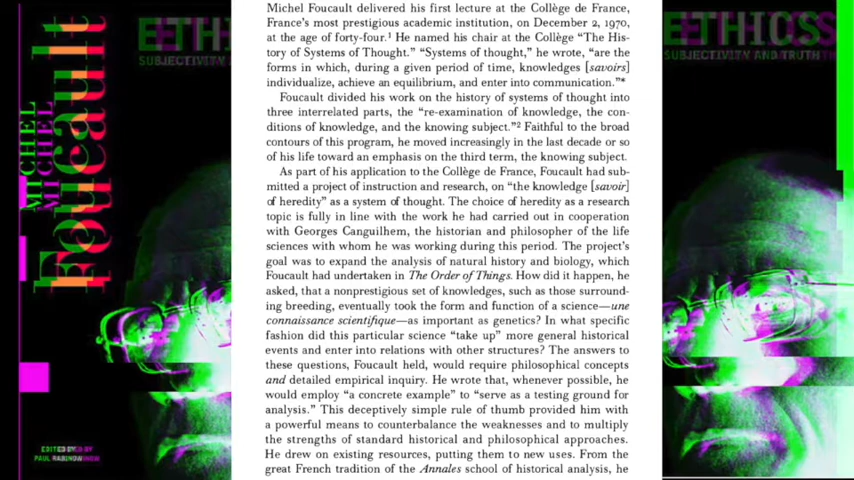 MICHEL
MICHEL
Foucault
EDITED BY
PAUL RABINOW
ETHICS
SUBJECTIVITY
Michel Foucault delivered his first lecture at the Collège de France,
France's most prestigious academic institution, on December 2, 1970,
at the age of forty-four.1 He named his chair at the Collège “The His-
tory of Systems of Thought.” “Systems of thought,” he wrote, “are the
forms in which, during a given period of time, knowledges [savoirs]
individualize, achieve an equilibrium, and enter into communication.”*
Foucault divided his work on the history of systems of thought into
three interrelated parts, the “re-examination of knowledge, the con-
ditions of knowledge, and the knowing subject.”2 Faithful to the broad
contours of this program, he moved increasingly in the last decade or so
of his life toward an emphasis on the third term, the knowing subject.
As part of his application to the Collège de France, Foucault had sub-
mitted a project of instruction and research, on “the knowledge [savoir]
of heredity” as a system of thought. The choice of heredity as a research
topic is fully in line with the work he had carried out in cooperation
with Georges Canguilhem, the historian and philosopher of the life
sciences with whom he was working during this period. The project's
goal was to expand the analysis of natural history and biology, which
Foucault had undertaken in The Order of Things. How did it happen, he
asked, that a nonprestigious set of knowledges, such as those surround-
ing breeding, eventually took the form and function of a science—une
connaissance scientifique—as important as genetics? In what specific
fashion did this particular science “take up” more general historical
events and enter into relations with other structures? The answers to
these questions, Foucault held, would require philosophical concepts
and detailed empirical inquiry. He wrote that, whenever possible, he
would employ “a concrete example” to “serve as a testing ground for
analysis.” This deceptively simple rule of thumb provided him with
a powerful means to counterbalance the weaknesses and to multiply
the strengths of standard historical and philosophical approaches.
He drew on existing resources, putting them to new uses. From the
great French tradition of the Annales school of historical analysis, he
ETHICS
SUBJECTIVITY AND TRUTH